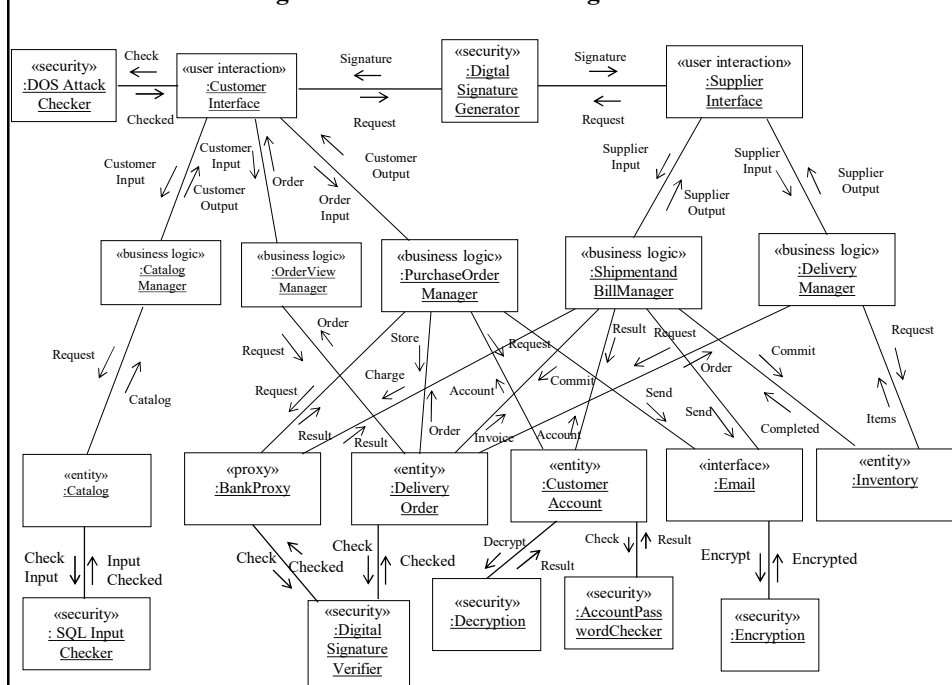 «security»
:DOS Attack
Checker
Check
Checked
«user interaction»
:Customer
Interface
Signature
Request
«security»
:Digtal
Signature
Generator
Signature
Request
«user interaction»
:Supplier
Interface
Customer
Input
Customer
Output
Customer
Input
Order
Order
Input
Customer
Output
Supplier
Input
Supplier
Output
Supplier
Input
Supplier
Output
«business logic»
:Catalog
Manager
«business logic»
:OrderView
Manager
«business logic»
:PurchaseOrder
Manager
«business logic»
:Shipmentand
BillManager
«business logic»
:Delivery
Manager
Request
Catalog
Request
Order
Store
Request
Charge
Request
Account
Commit
Result
Request
Order
Commit
Request
Result
Result
Order
Invoice
Account
Send
Send
Completed
Items
«entity»
:Catalog
«proxy»
:BankProxy
«entity»
:Delivery
Order
«entity»
:Customer
Account
«interface»
:Email
«entity»
:Inventory
Check
Input
Input
Checked
Check
Checked
Check
Checked
Decrypt
Result
Check
Result
Encrypt
Encrypted
«security»
: SQL Input
Checker
«security»
:Digital
Signature
Verifier
«security»
:Decryption
«security»
:AccountPas
wordChecker
«security»
:Encryption